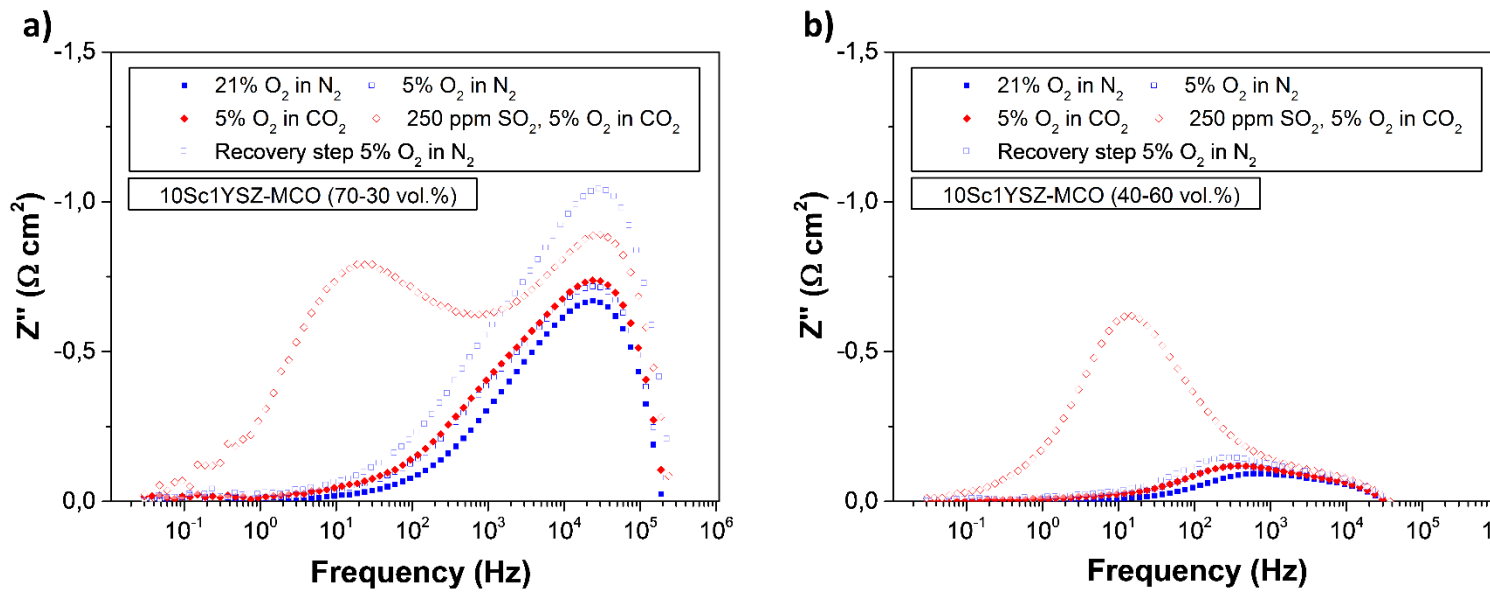 a)
-1,5
21% O₂ in N₂ 5% O₂ in N₂
5% O₂ in CO₂ 250 ppm SO₂, 5% O₂ in CO₂
Recovery step 5% O₂ in N₂
10Sc1YSZ-MCO (70-30 vol.%)
-1,0
-0,5
0,0
Z'' (Ω cm²)
10⁻¹ 10⁰ 10¹ 10² 10³ 10⁴ 10⁵ 10⁶
Frequency (Hz)
b)
-1,5
21% O₂ in N₂ 5% O₂ in N₂
5% O₂ in CO₂ 250 ppm SO₂, 5% O₂ in CO₂
Recovery step 5% O₂ in N₂
10Sc1YSZ-MCO (40-60 vol.%)
-1,0
-0,5
0,0
Z'' (Ω cm²)
10⁻¹ 10⁰ 10¹ 10² 10³ 10⁴ 10⁵
Frequency (Hz)